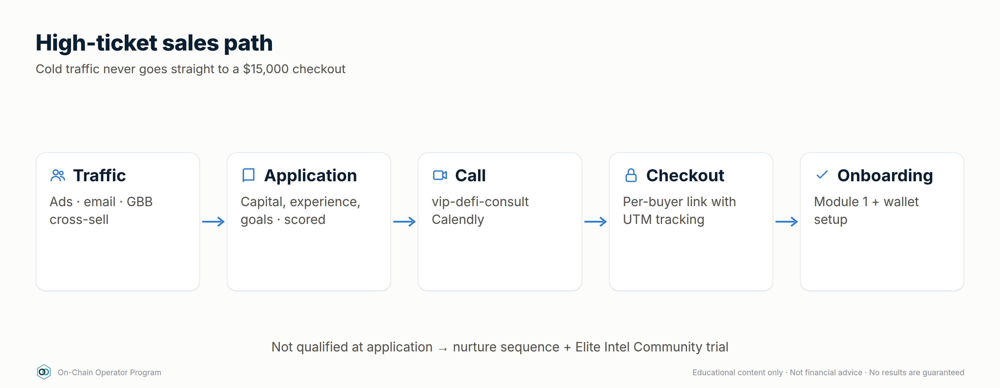 High-ticket sales path
Cold traffic never goes straight to a $15,000 checkout
Traffic
Ads · email · GBB
cross-sell
Application
Capital, experience,
goals · scored
Call
vip-defi-consult
Calendly
Checkout
Per-buyer link with
UTM tracking
Onboarding
Module 1 + wallet
setup
Not qualified at application → nurture sequence + Elite Intel Community trial
On-Chain Operator Program
Educational content only · Not financial advice · No results are guaranteed